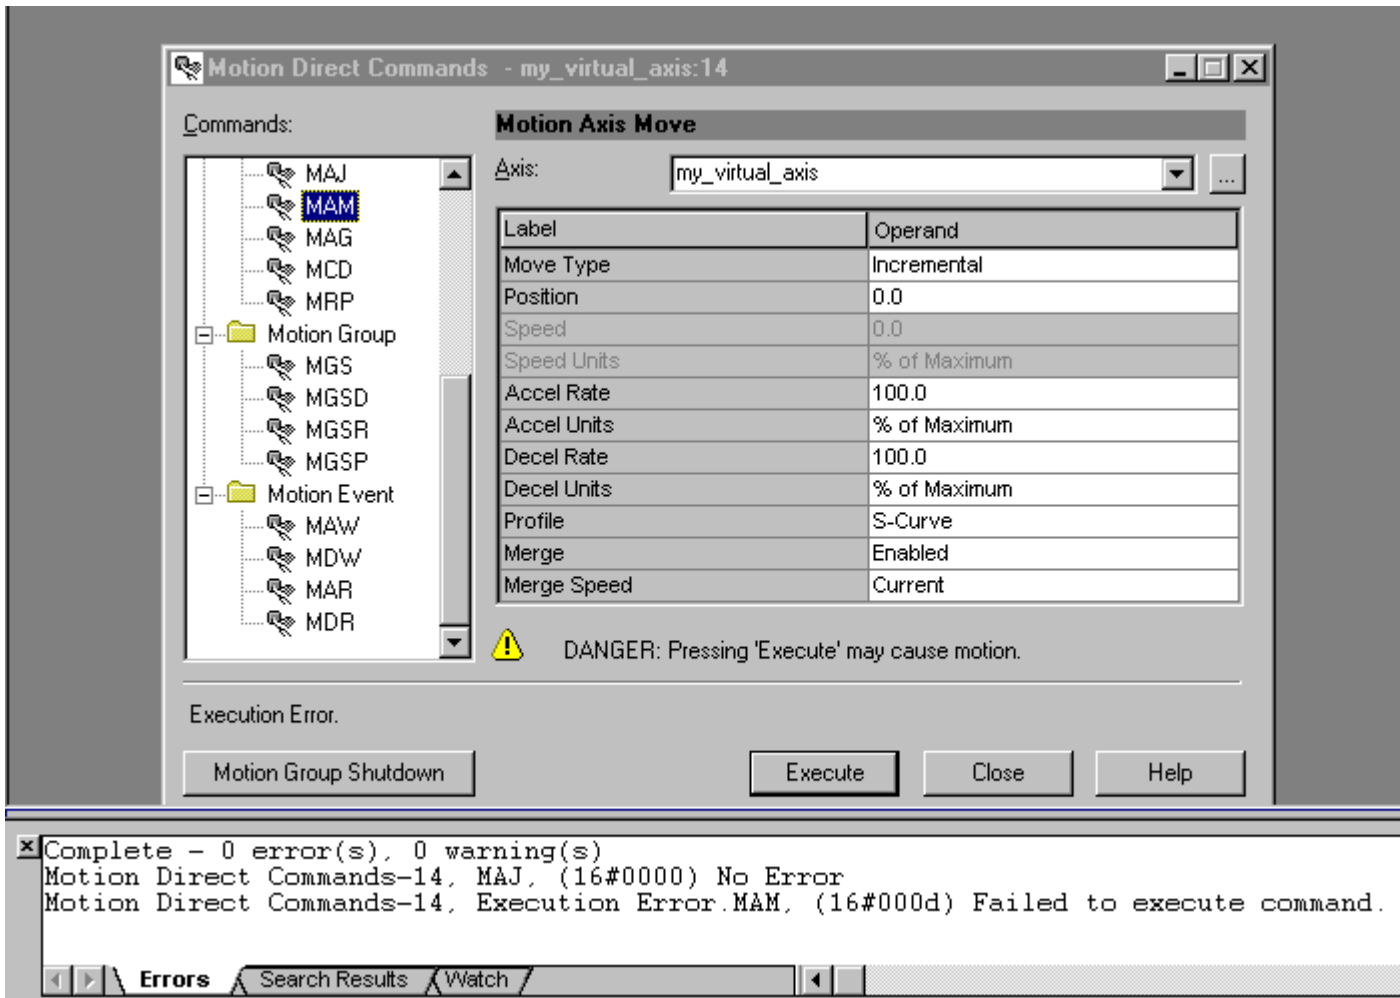 Motion Direct Commands - my_virtual_axis:14
Commands:
MAJ
MAM
MAG
MCD
MRP
Motion Group
MGS
MGSD
MGSR
MGSP
Motion Event
MAW
MDW
MAR
MDR
Motion Axis Move
Axis: my_virtual_axis ...
Label Operand
Move Type Incremental
Position 0.0
Speed 0.0
Speed Units % of Maximum
Accel Rate 100.0
Accel Units % of Maximum
Decel Rate 100.0
Decel Units % of Maximum
Profile S-Curve
Merge Enabled
Merge Speed Current
DANGER: Pressing 'Execute' may cause motion.
Execution Error.
Motion Group Shutdown Execute Close Help
Complete - 0 error(s), 0 warning(s)
Motion Direct Commands-14, MAJ, (16#0000) No Error
Motion Direct Commands-14, Execution Error.MAM, (16#000d) Failed to execute command.
Errors Search Results Watch